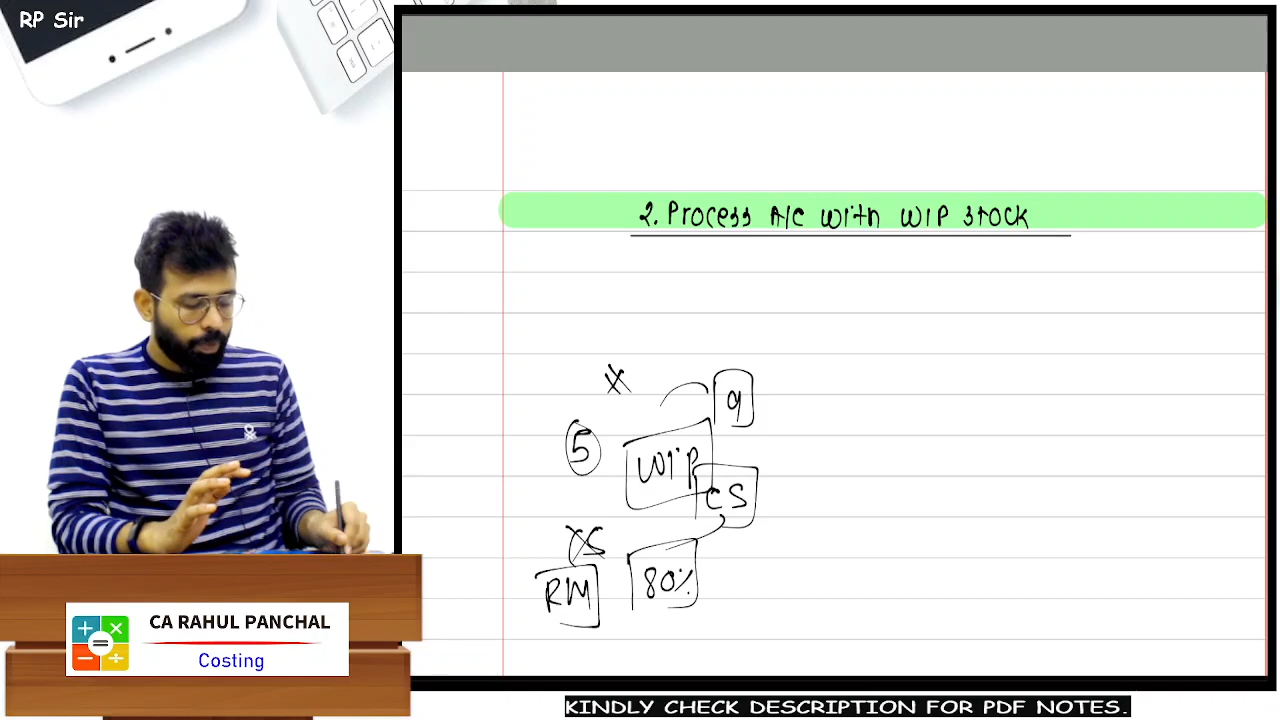 RP Sir
2. Process A/c with WIP stock
9
5
WIP
CS
RM
80%
CA RAHUL PANCHAL
Costing
KINDLY CHECK DESCRIPTION FOR PDF NOTES.